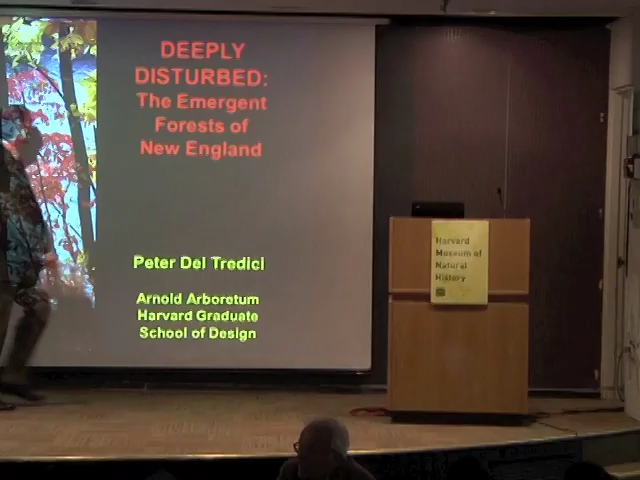 DEEPLY
DISTURBED:
The Emergent
Forests of
New England
Peter Del Tredici
Arnold Arboretum
Harvard Graduate
School of Design
Harvard
Museum of
Natural
History